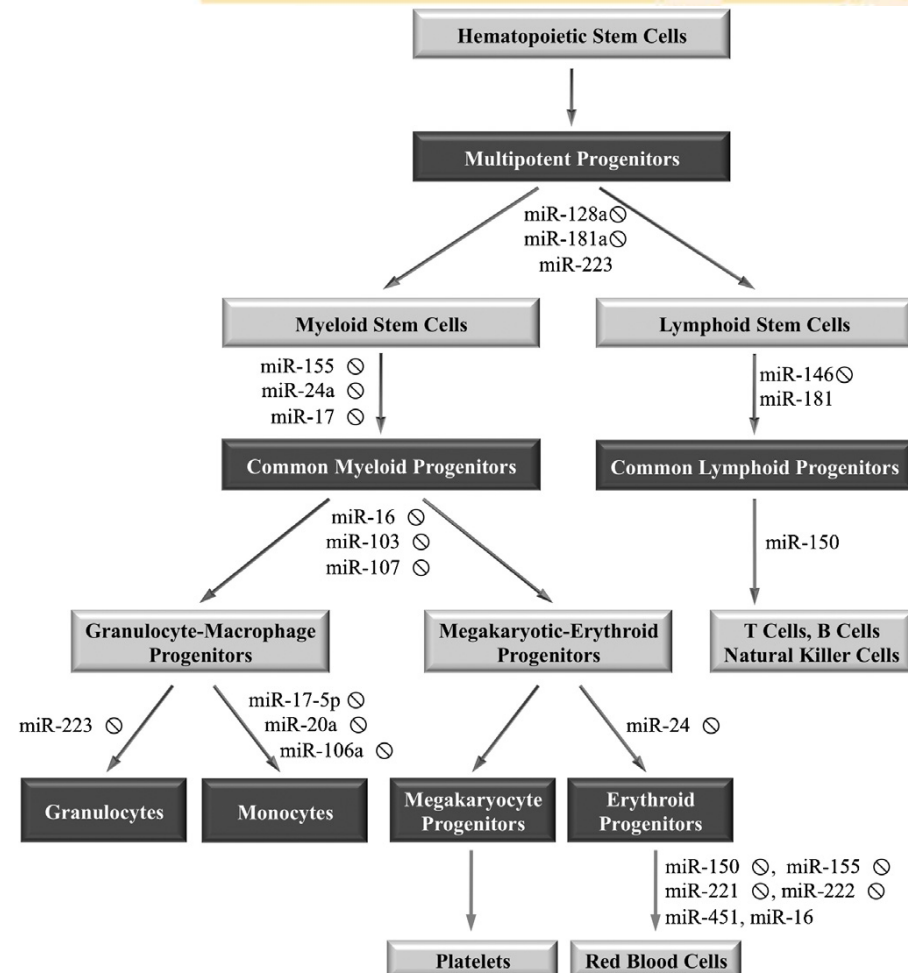 Hematopoietic Stem Cells
Multipotent Progenitors
miR-128a🛇
miR-181a🛇
miR-223
Myeloid Stem Cells
Lymphoid Stem Cells
miR-155 🛇
miR-24a 🛇
miR-17 🛇
miR-146🛇
miR-181
Common Myeloid Progenitors
Common Lymphoid Progenitors
miR-16 🛇
miR-103 🛇
miR-107 🛇
miR-150
Granulocyte-Macrophage
Progenitors
Megakaryotic-Erythroid
Progenitors
T Cells, B Cells
Natural Killer Cells
miR-223 🛇
miR-17-5p 🛇
miR-20a 🛇
miR-106a 🛇
miR-24 🛇
Granulocytes
Monocytes
Megakaryocyte
Progenitors
Erythroid
Progenitors
miR-150 🛇, miR-155 🛇
miR-221 🛇, miR-222 🛇
miR-451, miR-16
Platelets
Red Blood Cells